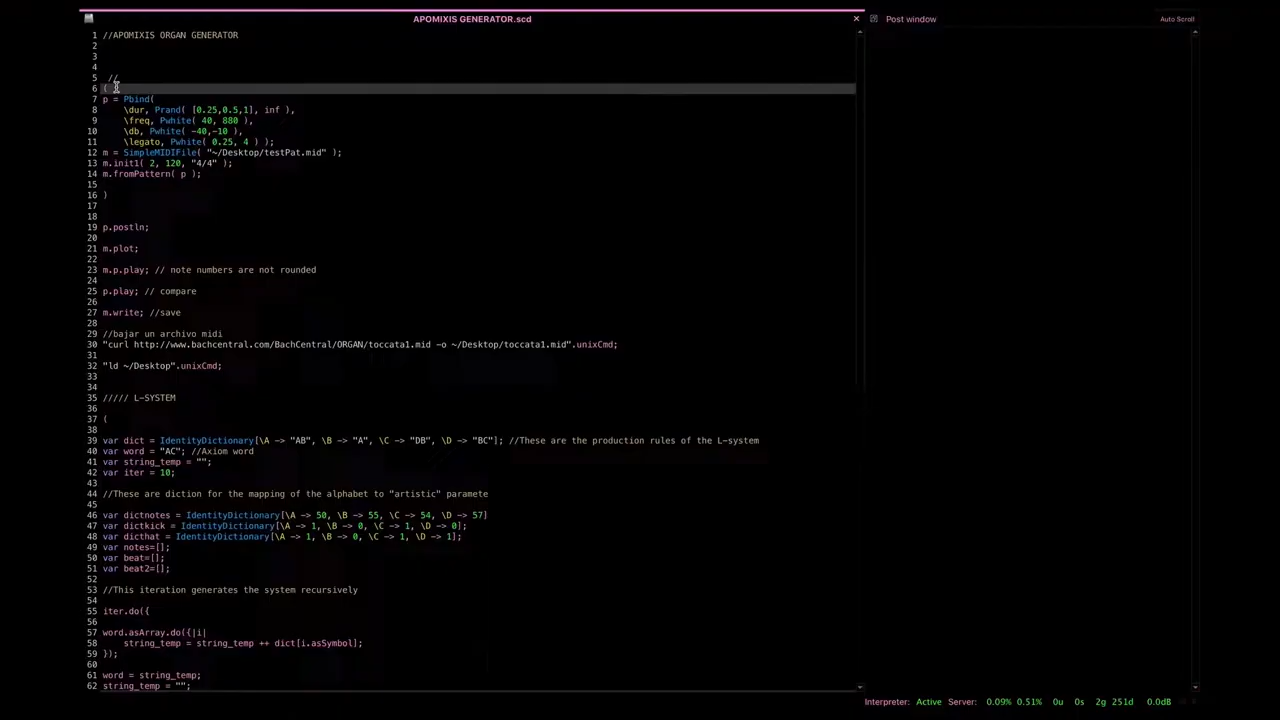 APOMIXIS GENERATOR.scd
Post window
Auto Scroll
1 //APOMIXIS ORGAN GENERATOR
2
3
4
5 //
6 (
7 p = Pbind(
8 \dur, Prand( [0.25,0.5,1], inf ),
9 \freq, Pwhite( 40, 880 ),
10 \db, Pwhite( -40,-10 ),
11 \legato, Pwhite( 0.25, 4 ) );
12 m = SimpleMIDIFile( "~/Desktop/testPat.mid" );
13 m.init1( 2, 120, "4/4" );
14 m.fromPattern( p );
15
16 )
17
18
19 p.postln;
20
21 m.plot;
22
23 m.p.play; // note numbers are not rounded
24
25 p.play; // compare
26
27 m.write; //save
28
29 //bajar un archivo midi
30 "curl http://www.bachcentral.com/BachCentral/ORGAN/toccata1.mid -o ~/Desktop/toccata1.mid".unixCmd;
31
32 "ld ~/Desktop".unixCmd;
33
34
35 ///// L-SYSTEM
36
37 (
38
39 var dict = IdentityDictionary[\A -> "AB", \B -> "A", \C -> "DB", \D -> "BC"]; //These are the production rules of the L-system
40 var word = "AC"; //Axiom word
41 var string_temp = "";
42 var iter = 10;
43
44 //These are diction for the mapping of the alphabet to "artistic" paramete
45
46 var dictnotes = IdentityDictionary[\A -> 50, \B -> 55, \C -> 54, \D -> 57]
47 var dictkick = IdentityDictionary[\A -> 1, \B -> 0, \C -> 1, \D -> 0];
48 var dicthat = IdentityDictionary[\A -> 1, \B -> 0, \C -> 1, \D -> 1];
49 var notes=[];
50 var beat=[];
51 var beat2=[];
52
53 //This iteration generates the system recursively
54
55 iter.do({
56
57 word.asArray.do({|i|
58 string_temp = string_temp ++ dict[i.asSymbol];
59 });
60
61 word = string_temp;
62 string_temp = "";
Interpreter: Active Server: 0.09% 0.51% 0u 0s 2g 251d 0.0dB